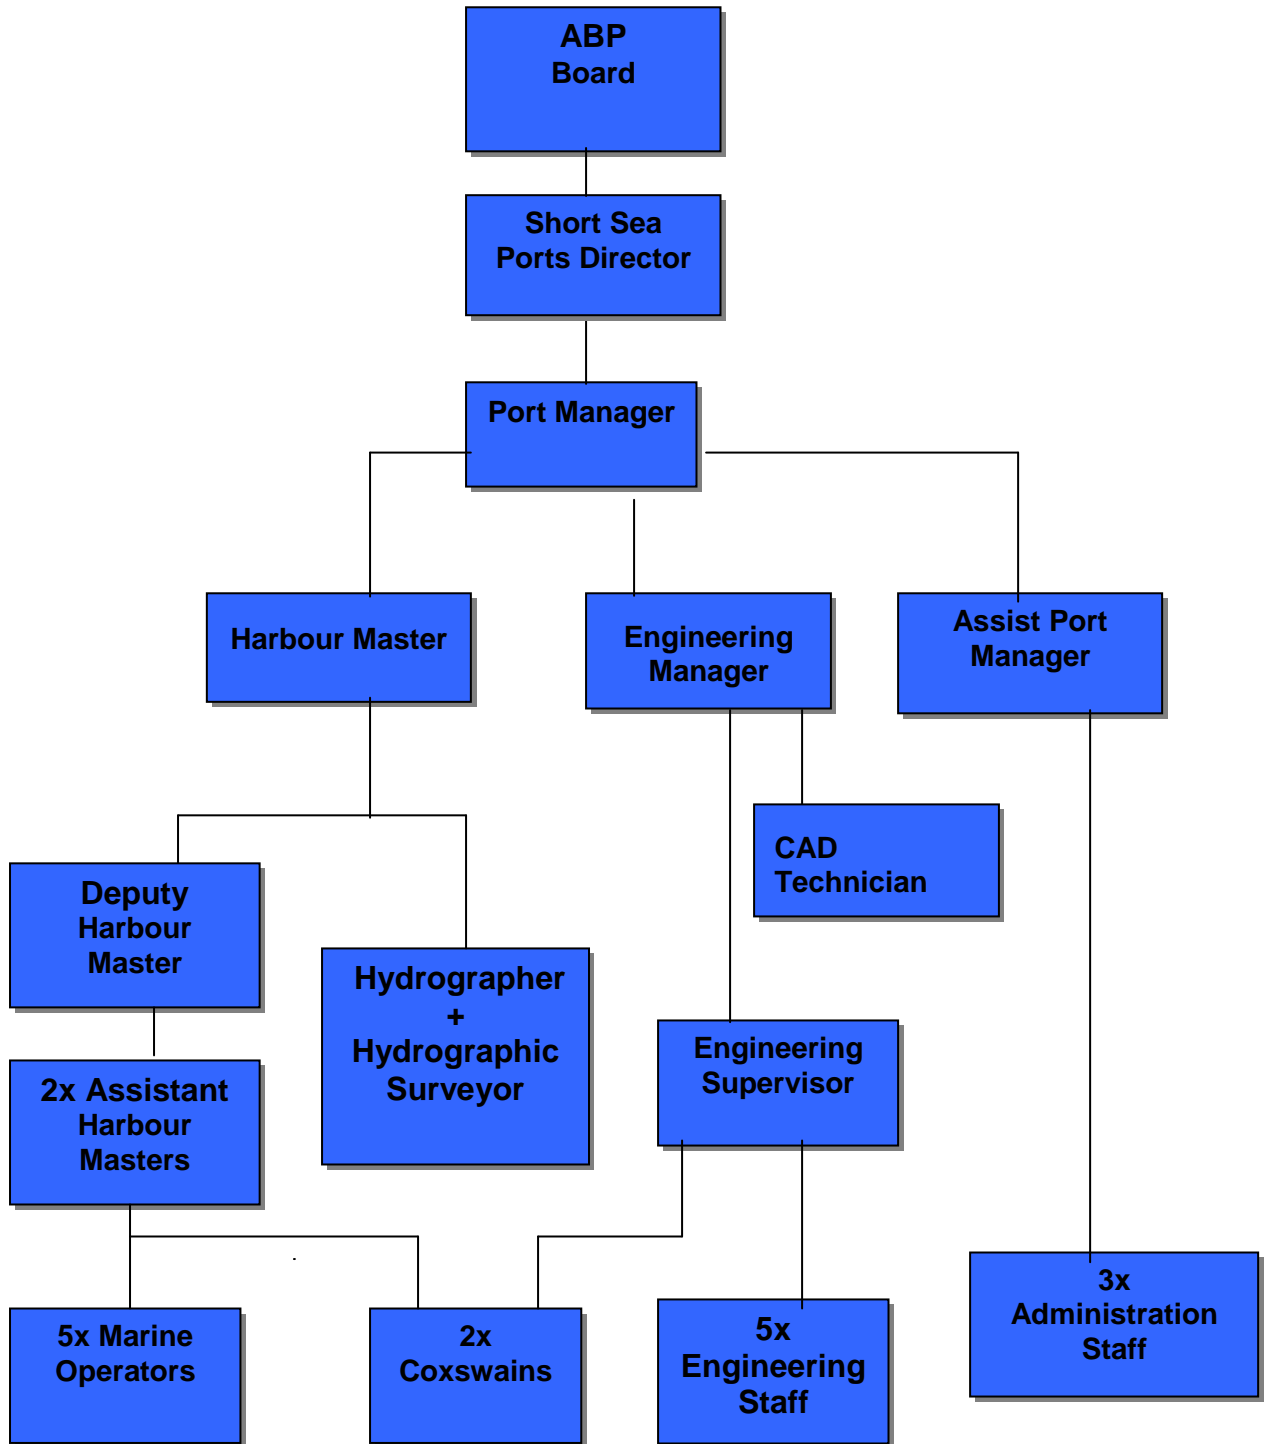 ABP
Board
Short Sea
Ports Director
Port Manager
Harbour Master
Engineering
Manager
Assist Port
Manager
CAD
Technician
Deputy
Harbour
Master
Hydrographer
+
Hydrographic
Surveyor
Engineering
Supervisor
2x Assistant
Harbour
Masters
5x Marine
Operators
2x
Coxswains
5x
Engineering
Staff
3x
Administration
Staff